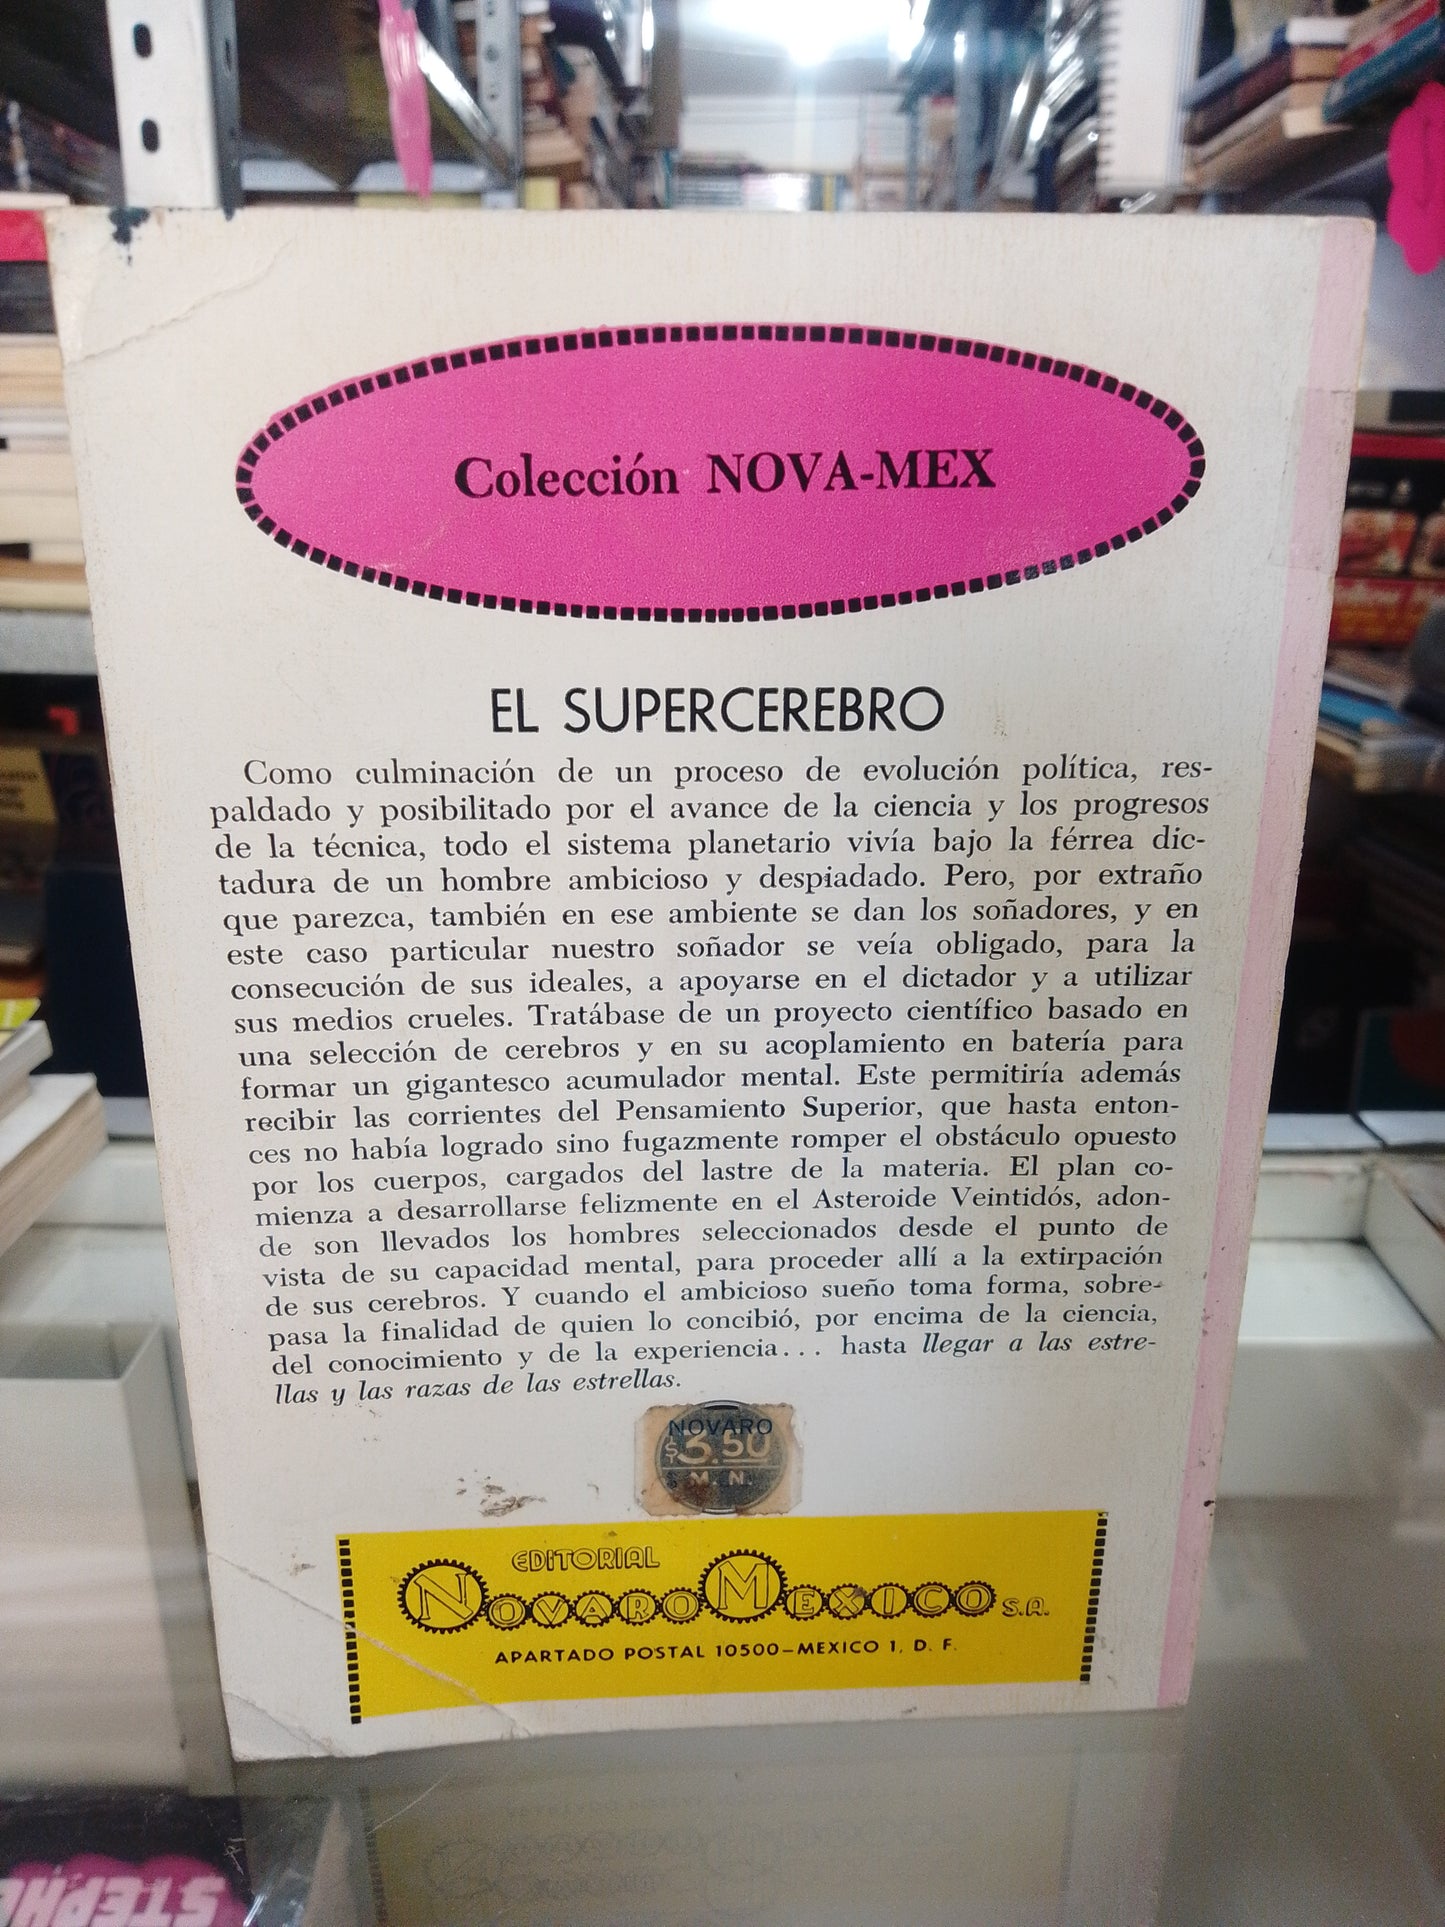 Colección NOVA-MEX
EL SUPERCEREBRO
Como culminación de un proceso de evolución política, res-
paldado y posibilitado por el avance de la ciencia y los progresos
de la técnica, todo el sistema planetario vivía bajo la férrea dic-
tadura de un hombre ambicioso y despiadado. Pero, por extraño
que parezca, también en ese ambiente se dan los soñadores, y en
este caso particular nuestro soñador se veía obligado, para la
consecución de sus ideales, a apoyarse en el dictador y a utilizar
sus medios crueles. Tratábase de un proyecto científico basado en
una selección de cerebros y en su acoplamiento en batería para
formar un gigantesco acumulador mental. Este permitiría además
recibir las corrientes del Pensamiento Superior, que hasta enton-
ces no había logrado sino fugazmente romper el obstáculo opuesto
por los cuerpos, cargados del lastre de la materia. El plan co-
mienza a desarrollarse felizmente en el Asteroide Veintidós, adon-
de son llevados los hombres seleccionados desde el punto de
vista de su capacidad mental, para proceder allí a la extirpación
de sus cerebros. Y cuando el ambicioso sueño toma forma, sobre-
pasa la finalidad de quien lo concibió, por encima de la ciencia,
del conocimiento y de la experiencia... hasta llegar a las estre-
llas y las razas de las estrellas.
NOVARO
$3.50
M. N.
EDITORIAL
NOVARO MEXICO S.A.
APARTADO POSTAL 10500—MEXICO 1, D. F.
STEPHE